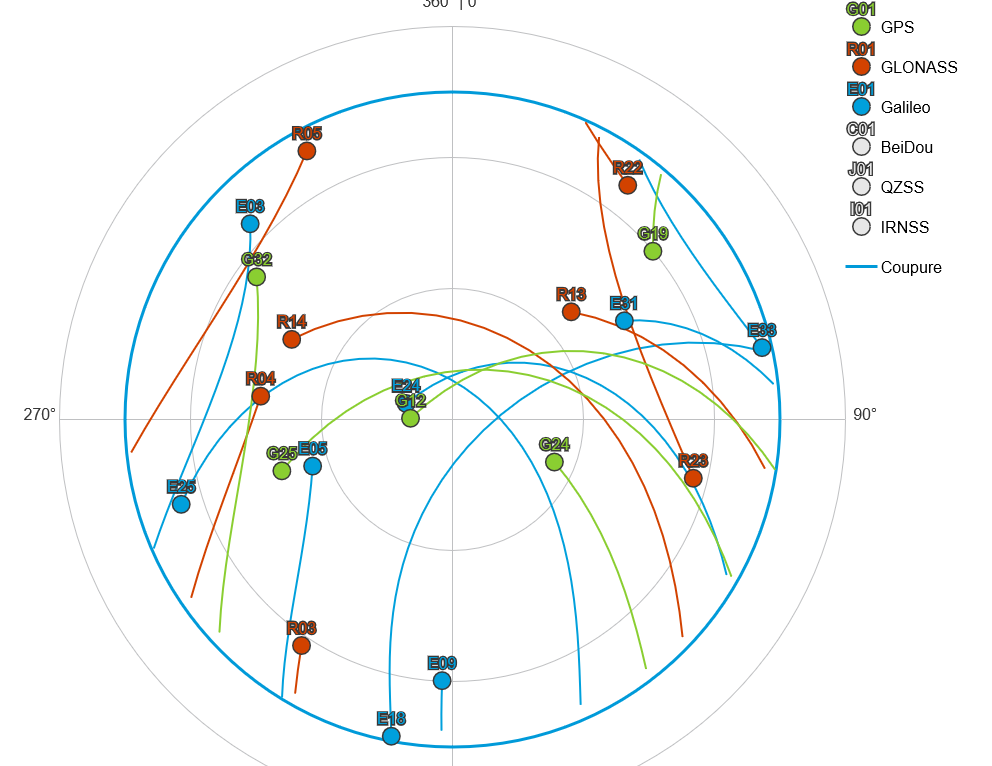 360° | 0
G01
GPS
R01
GLONASS
E01
Galileo
C01
BeiDou
J01
QZSS
I01
IRNSS
Coupure
R05
R22
E03
G19
G32
R13
E31
R14
E33
R04
E24
G12
270°
90°
G24
G25
E05
R23
E25
R03
E09
E18